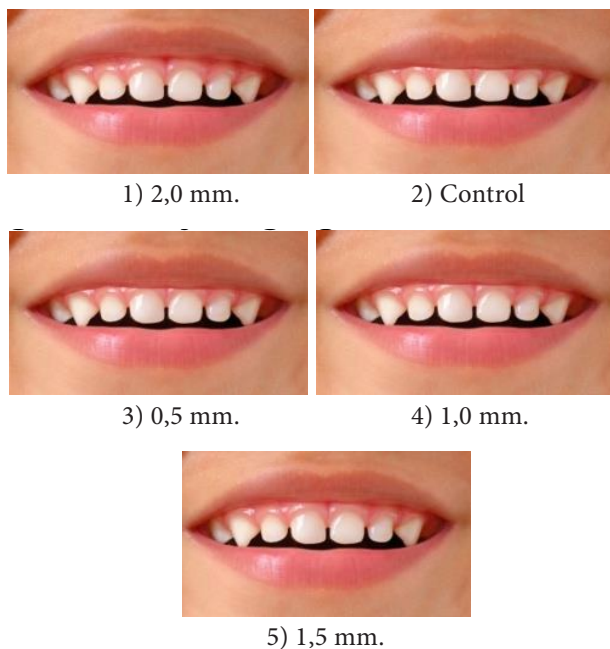 1) 2,0 mm.
2) Control
3) 0,5 mm.
4) 1,0 mm.
5) 1,5 mm.